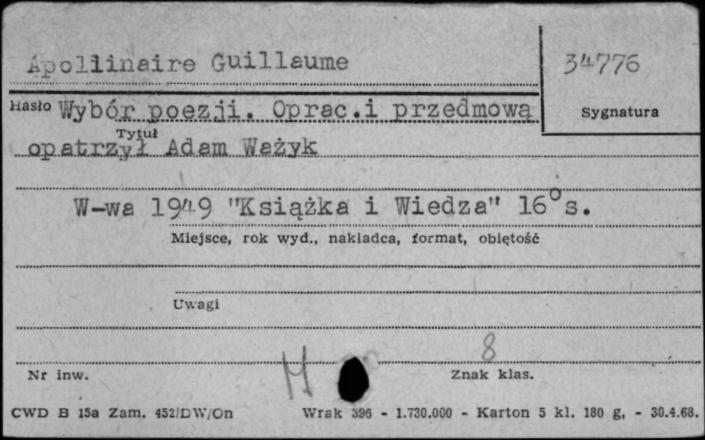 Apollinaire Guillaume
34776
Hasło Wybór poezji. Oprac.i przedmową
Sygnatura
Tytuł
opatrzył Adam Ważyk
W-wa 1949 "Książka i Wiedza" 16°s.
Miejsce, rok wyd., nakładca, format, obiętość
Uwagi
8
Nr inw.
Znak klas.
CWD B 15a Zam. 452/DW/On Wrak 396 - 1.730.000 - Karton 5 kl. 180 g, - 30.4.68.